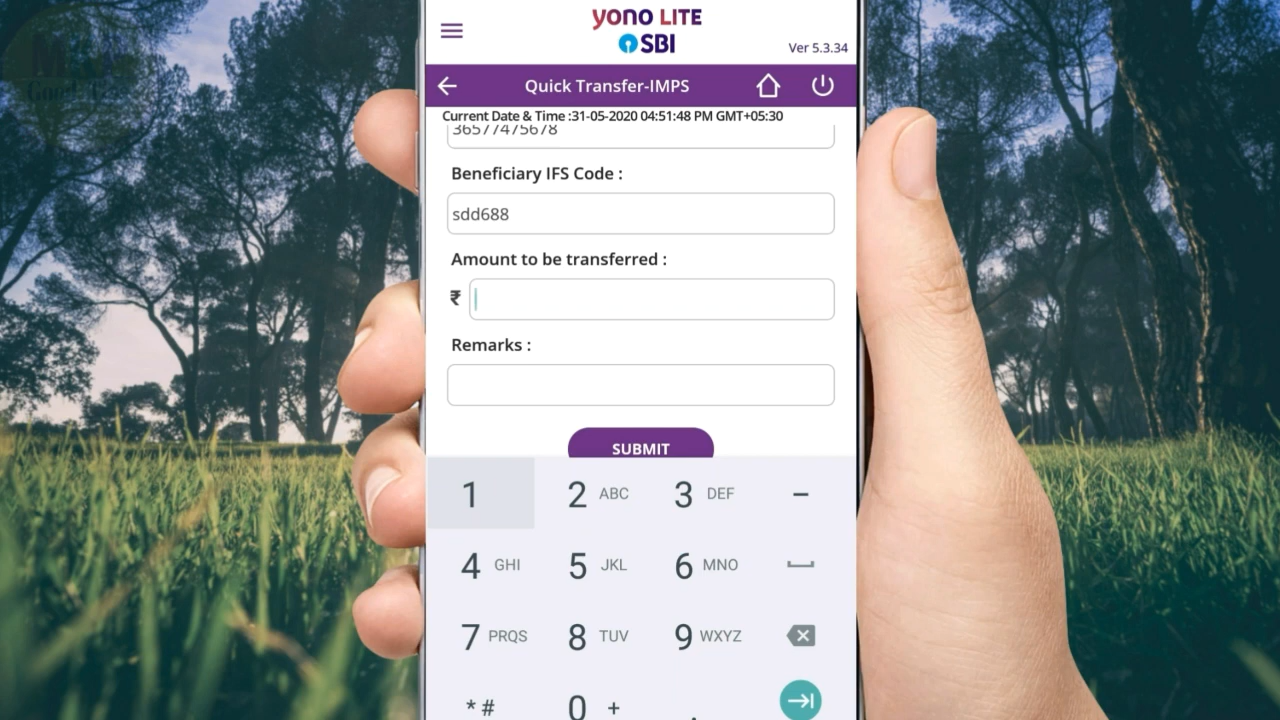 yono LITE
SBI
Ver 5.3.34
Quick Transfer-IMPS
Current Date & Time :31-05-2020 04:51:48 PM GMT+05:30
36577475678
Beneficiary IFS Code :
sdd688
Amount to be transferred :
₹
Remarks :
SUBMIT
1
2 ABC
3 DEF
–
4 GHI
5 JKL
6 MNO
7 PRQS
8 TUV
9 WXYZ
* #
0 +
.